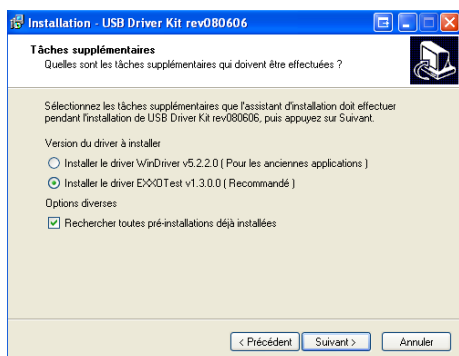 Installation - USB Driver Kit rev080606
Tâches supplémentaires
Quelles sont les tâches supplémentaires qui doivent être effectuées ?
Sélectionnez les tâches supplémentaires que l'assistant d'installation doit effectuer
pendant l'installation de USB Driver Kit rev080606, puis appuyez sur Suivant.
Version du driver à installer
Installer le driver WinDriver v5.2.2.0 ( Pour les anciennes applications )
Installer le driver EXXOTest v1.3.0.0 ( Recommandé )
Options diverses
Rechercher toutes pré-installations déjà installées
< Précédent Suivant > Annuler